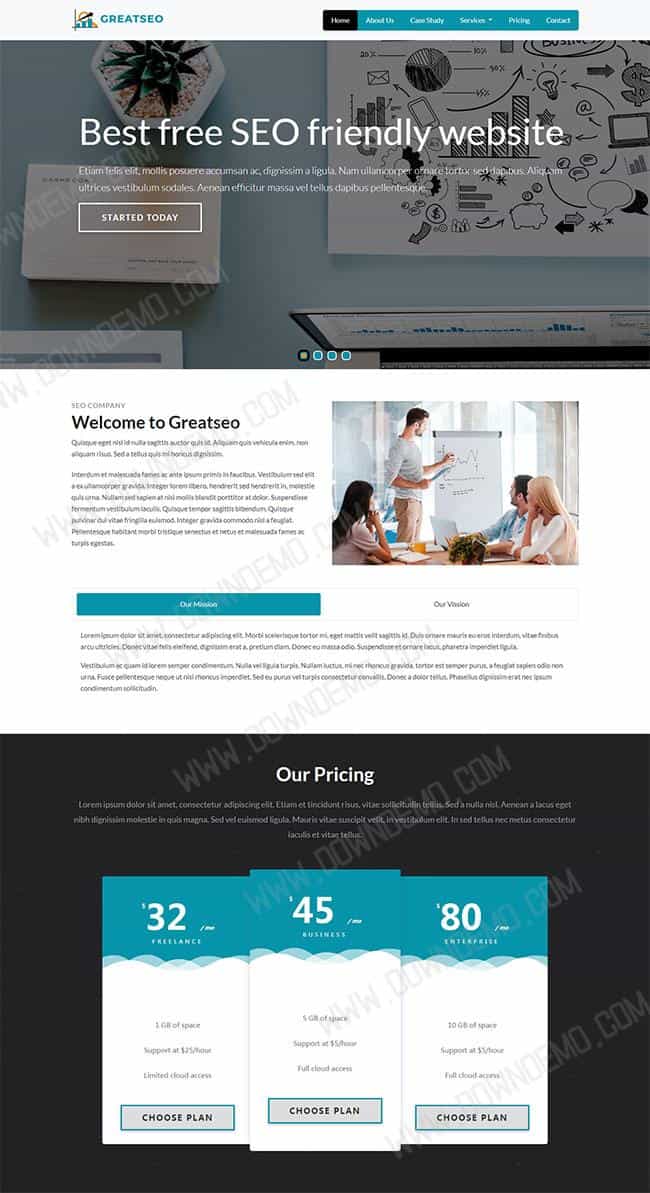 GREATSEO
Home About Us Case Study Services Pricing Contact
BUSINESS
Best free SEO friendly website
Etiam felis elit, mollis posuere accumsan ac, dignissim a ligula. Nam ullamcorper ornare tortor sed dapibus. Aliquam
ultrices vestibulum sodales. Aenean efficitur massa vel tellus dapibus pellentesque.
STARTED TODAY
SEO COMPANY
Welcome to Greatseo
Quisque eget nisl id nulla sagittis auctor quis id. Aliquam quis vehicula enim, non
aliquam risus. Sed a tellus quis mi rhoncus dignissim.
Interdum et malesuada fames ac ante ipsum primis in faucibus. Vestibulum sed elit
a ex ullamcorper gravida. Integer lorem libero, hendrerit sed hendrerit in, molestie
quis urna. Nullam sed sapien at nisi mollis blandit porttitor at dolor. Suspendisse
fermentum vestibulum iaculis. Quisque tempor sagittis bibendum. Quisque
pulvinar dui vitae fringilla euismod. Integer gravida commodo nisl a feugiat.
Pellentesque habitant morbi tristique senectus et netus et malesuada fames ac
turpis egestas.
Our Mission Our Vission
Lorem ipsum dolor sit amet, consectetur adipiscing elit. Morbi scelerisque tortor mi, eget mattis velit sagittis id. Duis ornare mauris eu eros interdum, vitae finibus
arcu ultricies. Donec vitae felis eleifend, dignissim erat a, pretium diam. Donec eu massa odio. Suspendisse et ornare lacus, pharetra imperdiet ligula.
Vestibulum ac quam id lorem semper condimentum. Nulla vel ligula turpis. Nullam luctus, mi nec rhoncus gravida, tortor est semper purus, a feugiat sapien odio non
urna. Fusce pellentesque neque ut nisl rhoncus imperdiet. Sed eu purus vel turpis consectetur convallis. Donec a dolor tellus. Phasellus dignissim erat nec ipsum
condimentum sollicitudin.
Our Pricing
Lorem ipsum dolor sit amet, consectetur adipiscing elit. Etiam et tincidunt risus, vitae sollicitudin tellus. Sed a nulla nisl. Aenean a lacus eget
nibh dignissim molestie in quis magna. Sed vel euismod ligula. Mauris vitae suscipit velit, in vestibulum elit. In sed tellus nec metus consectetur
iaculis et vitae tellus.
$32 / mo
FREELANCE
1 GB of space
Support at $25/hour
Limited cloud access
CHOOSE PLAN
$45 / mo
BUSINESS
5 GB of space
Support at $5/hour
Full cloud access
CHOOSE PLAN
$80 / mo
ENTERPRISE
10 GB of space
Support at $5/hour
Full cloud access
CHOOSE PLAN
WWW.DOWNDEMO.COM
WWW.DOWNDEMO.COM
WWW.DOWNDEMO.COM
WWW.DOWNDEMO.COM
WWW.DOWNDEMO.COM
WWW.DOWNDEMO.COM